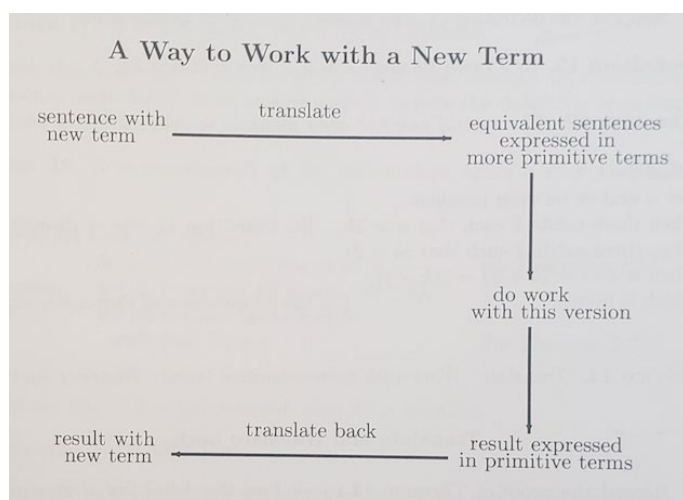 A Way to Work with a New Term
sentence with
new term
translate
equivalent sentences
expressed in
more primitive terms
do work
with this version
result with
new term
translate back
result expressed
in primitive terms